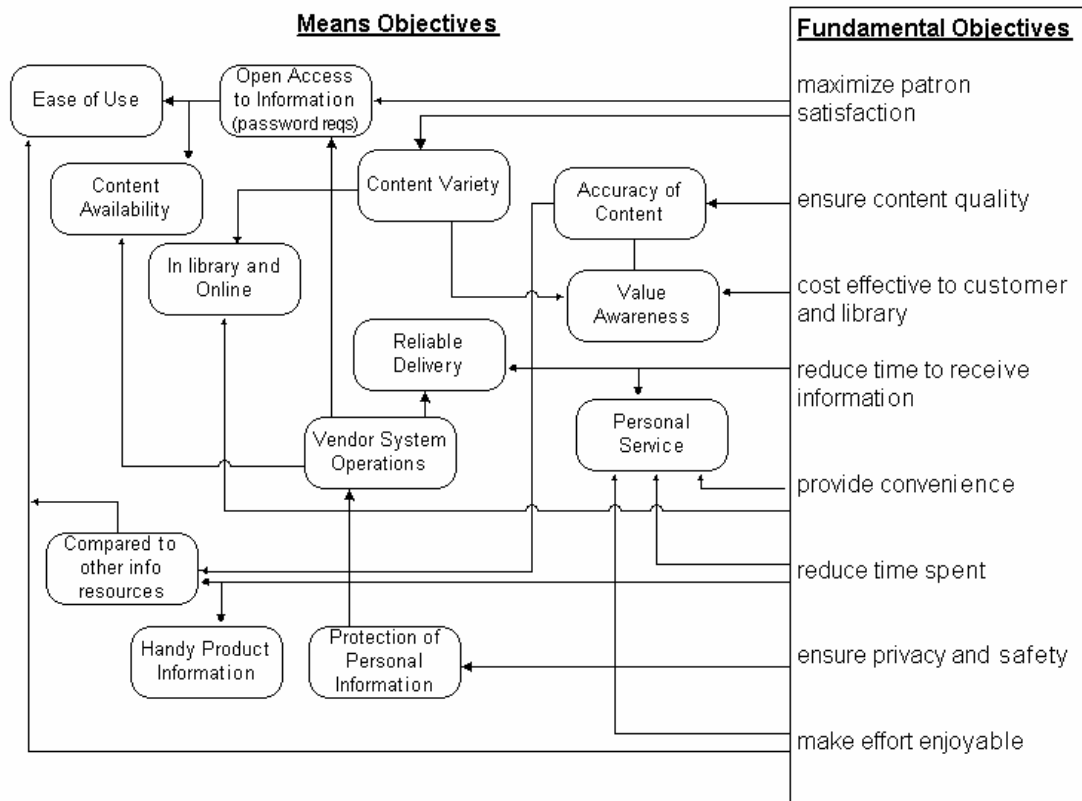 Means Objectives
Fundamental Objectives
Ease of Use
Open Access
to Information
(password reqs)
maximize patron
satisfaction
Content
Availability
Content Variety
Accuracy of
Content
ensure content quality
In library and
Online
Value
Awareness
cost effective to customer
and library
Reliable
Delivery
reduce time to receive
information
Vendor System
Operations
Personal
Service
provide convenience
Compared to
other info
resources
reduce time spent
Handy Product
Information
Protection of
Personal
Information
ensure privacy and safety
make effort enjoyable